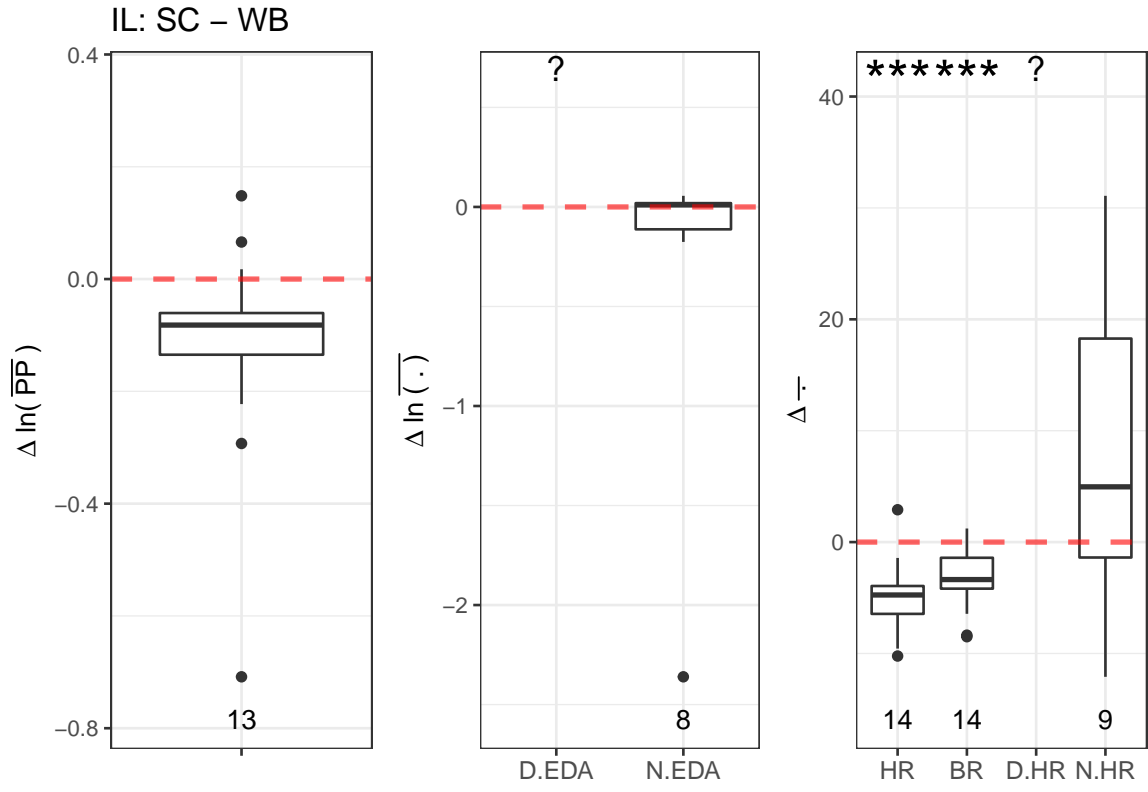 IL: SC − WB
Δ ln( PP )
0.4
0.0
−0.4
−0.8
13
Δ ln ( . )
0
−1
−2
?
8
D.EDA N.EDA
Δ .
40
20
0
*** *** ?
14 14 9
HR BR D.HR N.HR